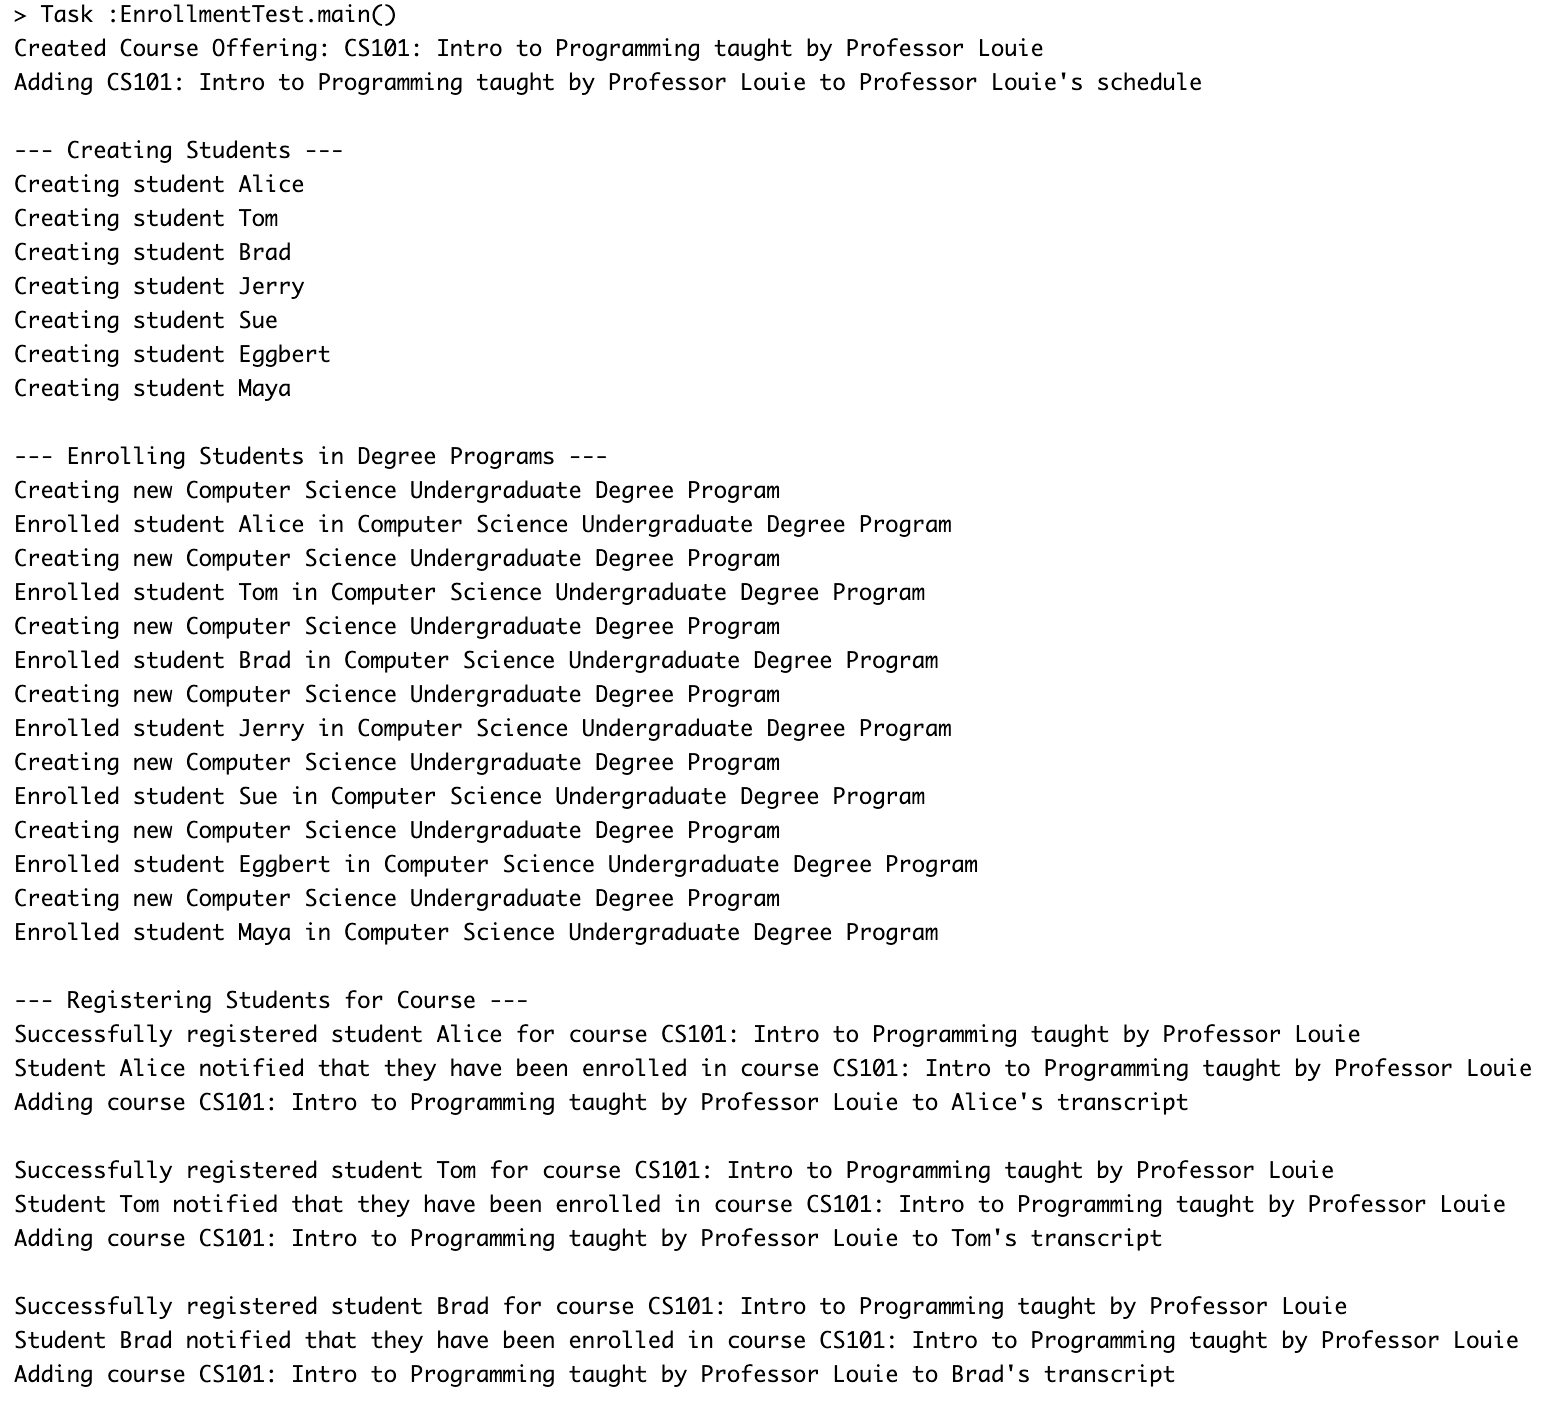 > Task :EnrollmentTest.main()
Created Course Offering: CS101: Intro to Programming taught by Professor Louie
Adding CS101: Intro to Programming taught by Professor Louie to Professor Louie's schedule

--- Creating Students ---
Creating student Alice
Creating student Tom
Creating student Brad
Creating student Jerry
Creating student Sue
Creating student Eggbert
Creating student Maya

--- Enrolling Students in Degree Programs ---
Creating new Computer Science Undergraduate Degree Program
Enrolled student Alice in Computer Science Undergraduate Degree Program
Creating new Computer Science Undergraduate Degree Program
Enrolled student Tom in Computer Science Undergraduate Degree Program
Creating new Computer Science Undergraduate Degree Program
Enrolled student Brad in Computer Science Undergraduate Degree Program
Creating new Computer Science Undergraduate Degree Program
Enrolled student Jerry in Computer Science Undergraduate Degree Program
Creating new Computer Science Undergraduate Degree Program
Enrolled student Sue in Computer Science Undergraduate Degree Program
Creating new Computer Science Undergraduate Degree Program
Enrolled student Eggbert in Computer Science Undergraduate Degree Program
Creating new Computer Science Undergraduate Degree Program
Enrolled student Maya in Computer Science Undergraduate Degree Program

--- Registering Students for Course ---
Successfully registered student Alice for course CS101: Intro to Programming taught by Professor Louie
Student Alice notified that they have been enrolled in course CS101: Intro to Programming taught by Professor Louie
Adding course CS101: Intro to Programming taught by Professor Louie to Alice's transcript

Successfully registered student Tom for course CS101: Intro to Programming taught by Professor Louie
Student Tom notified that they have been enrolled in course CS101: Intro to Programming taught by Professor Louie
Adding course CS101: Intro to Programming taught by Professor Louie to Tom's transcript

Successfully registered student Brad for course CS101: Intro to Programming taught by Professor Louie
Student Brad notified that they have been enrolled in course CS101: Intro to Programming taught by Professor Louie
Adding course CS101: Intro to Programming taught by Professor Louie to Brad's transcript